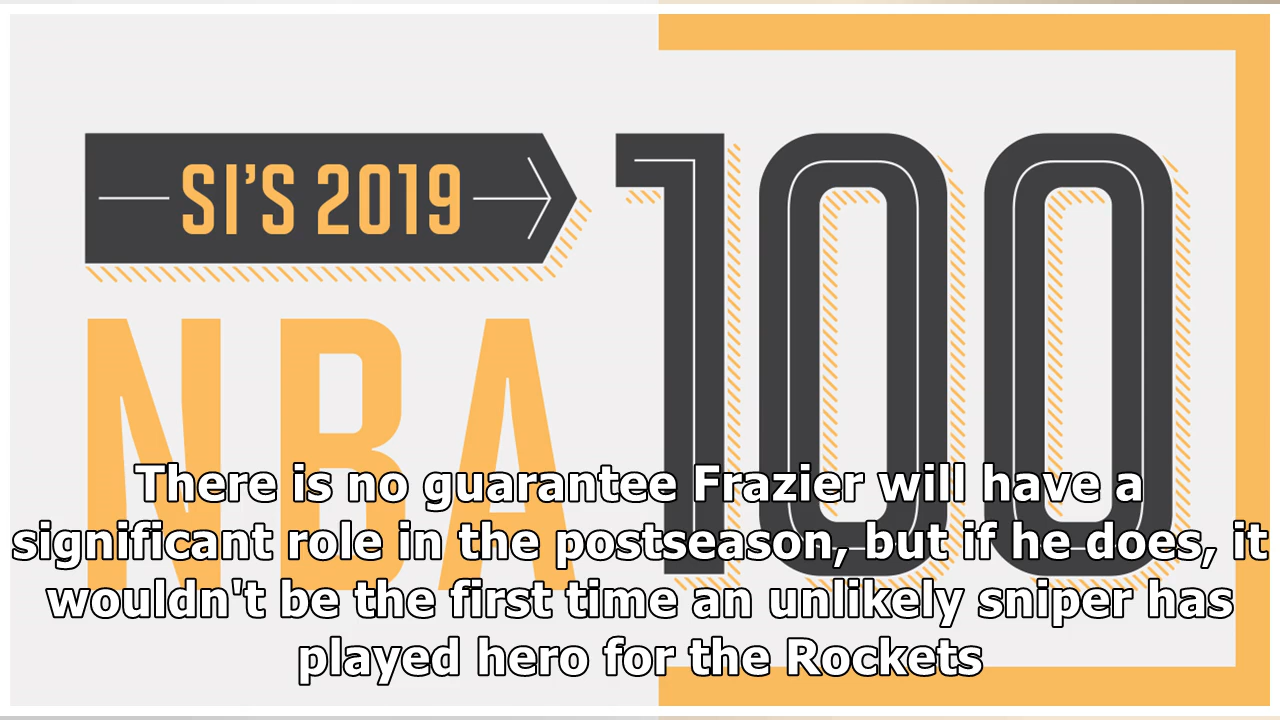 SI'S 2019
100
NBA
There is no guarantee Frazier will have a
significant role in the postseason, but if he does, it
wouldn't be the first time an unlikely sniper has
played hero for the Rockets